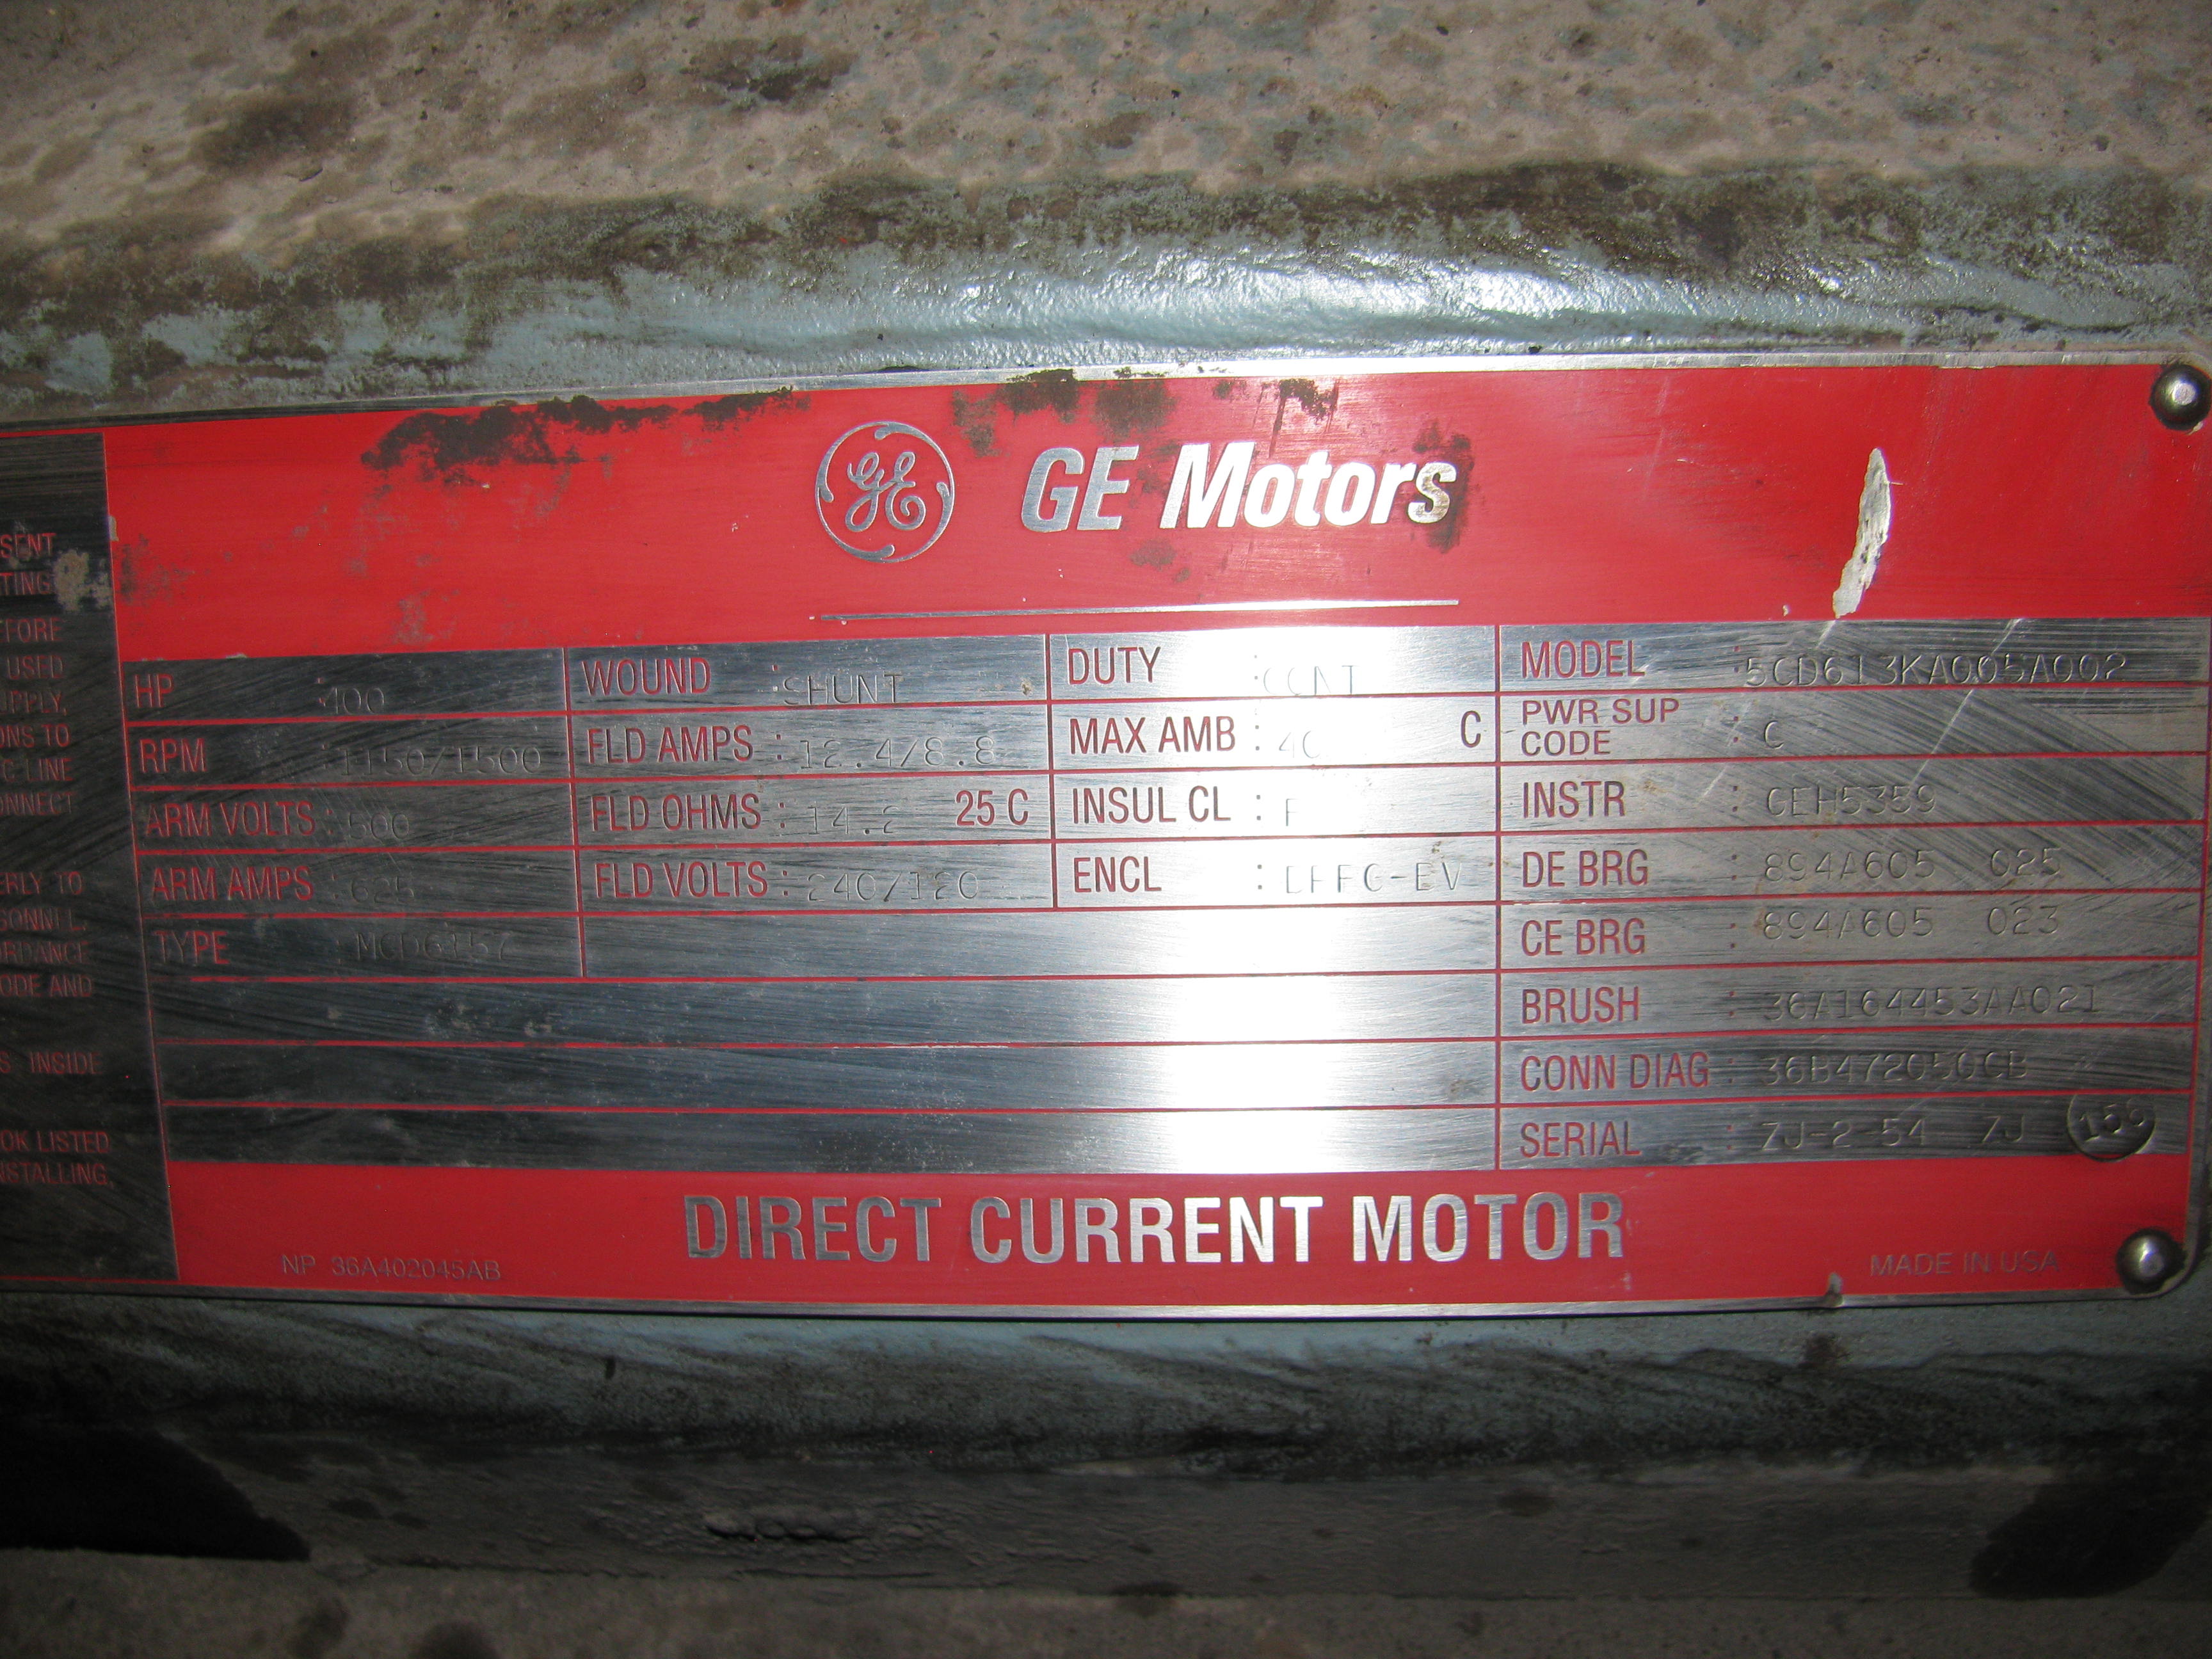 GE
GE Motors
SENT
TING
EFORE
USED
PPLY,
ONS TO
C LINE
ONNECT
ERLY TO
SONNEL.
ORDANCE
ODE AND
S INSIDE
OK LISTED
NSTALLING,
HP : 400
RPM : 1150/1500
ARM VOLTS : 500
ARM AMPS : 625
TYPE : MCD6157
WOUND : SHUNT
FLD AMPS : 12.4/8.8
FLD OHMS : 14.2 25 C
FLD VOLTS : 240/120
DUTY : CONT
MAX AMB : 40 C
INSUL CL : F
ENCL :
MODEL : 5CD613KA005A002
PWR SUP
CODE : C
INSTR : GEH5359
DE BRG : 894A605 025
CE BRG : 894A605 023
BRUSH : 36A164453AA021
CONN DIAG : 36B472050CB
SERIAL : ZJ-2-54 ZJ
DIRECT CURRENT MOTOR
NP 36A402045AB
MADE IN USA